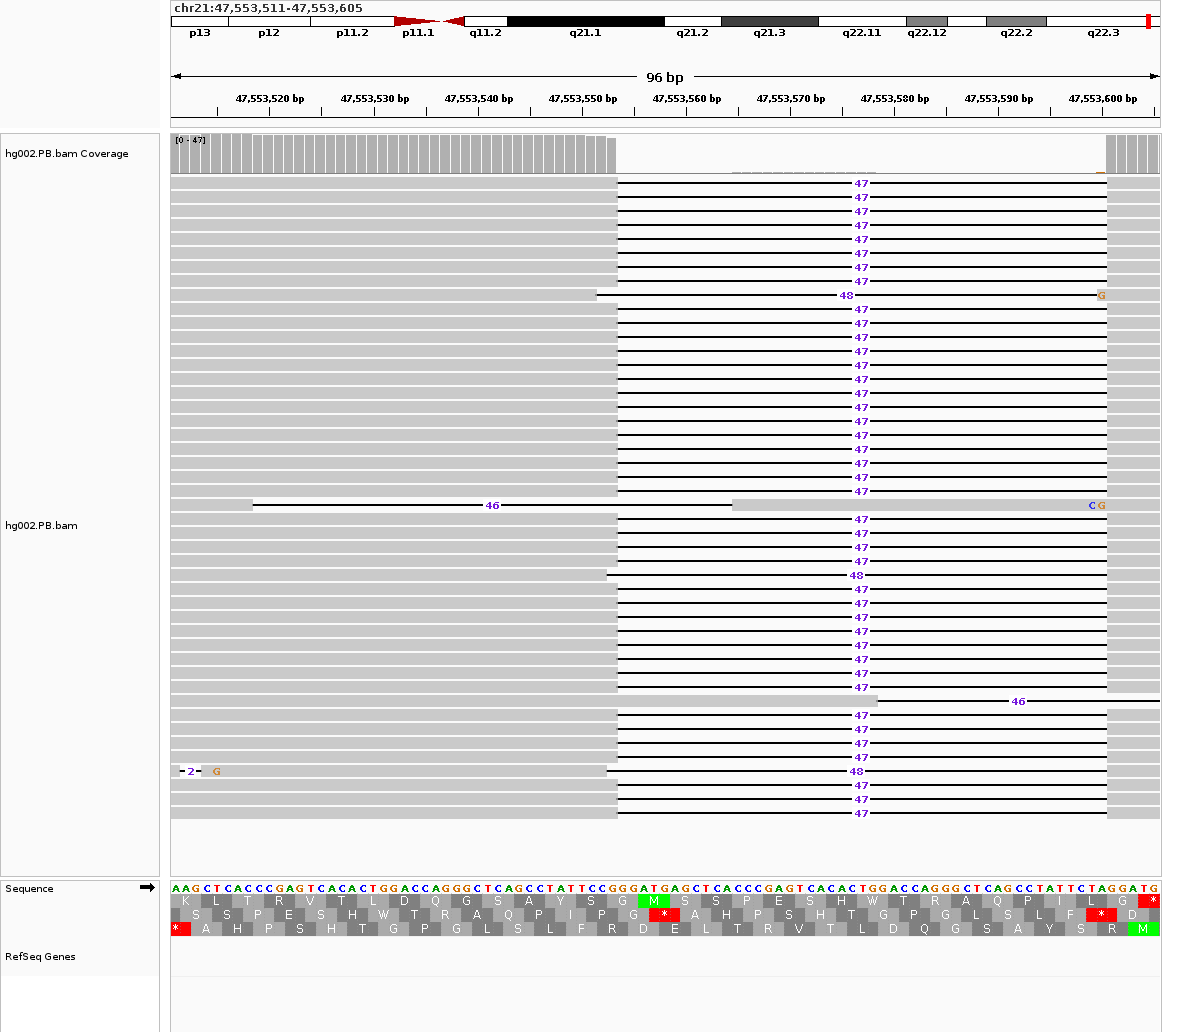 chr21:47,553,511-47,553,605
p13 p12 p11.2 p11.1 q11.2 q21.1 q21.2 q21.3 q22.11 q22.12 q22.2 q22.3
96 bp
47,553,520 bp 47,553,530 bp 47,553,540 bp 47,553,550 bp 47,553,560 bp 47,553,570 bp 47,553,580 bp 47,553,590 bp 47,553,600 bp
[0 - 47]
hg002.PB.bam Coverage
47
47
47
47
47
47
47
47
48 G
47
47
47
47
47
47
47
47
47
47
47
47
47
47
46 C G
47
hg002.PB.bam
47
47
47
48
47
47
47
47
47
47
47
47
46
47
47
47
47
2 G 48
47
47
47
Sequence
AAGCTCACCCGAGTCACACTGGACCAGGGCTCAGCCTATTCCGGGATGAGCTCACCCGAGTCACACTGGACCAGGGCTCAGCCTATTCTAGGATG
K L T R V T L D Q G S A Y S G M S S P E S H W T R A Q P I L G *
S S P E S H W T R A Q P I P G * A H P S H T G P G L S L F * D
* A H P S H T G P G L S L F R D E L T R V T L D Q G S A Y S R M
RefSeq Genes